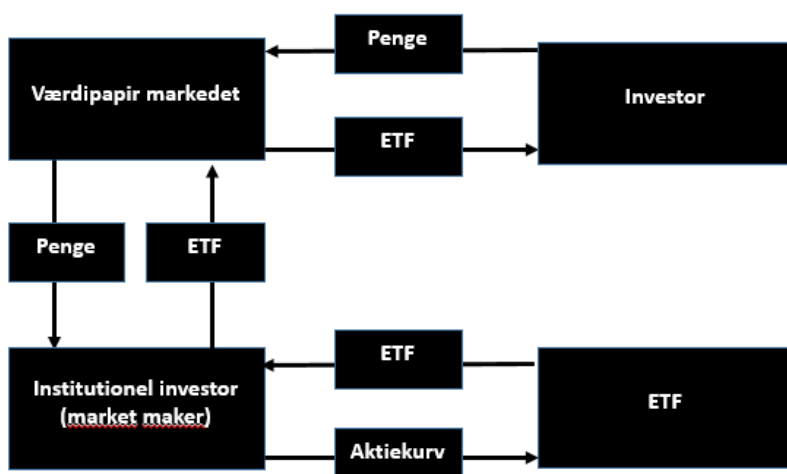 Penge
Værdipapir markedet
Investor
ETF
Penge
ETF
ETF
Institutionel investor
(market maker)
ETF
Aktiekurv